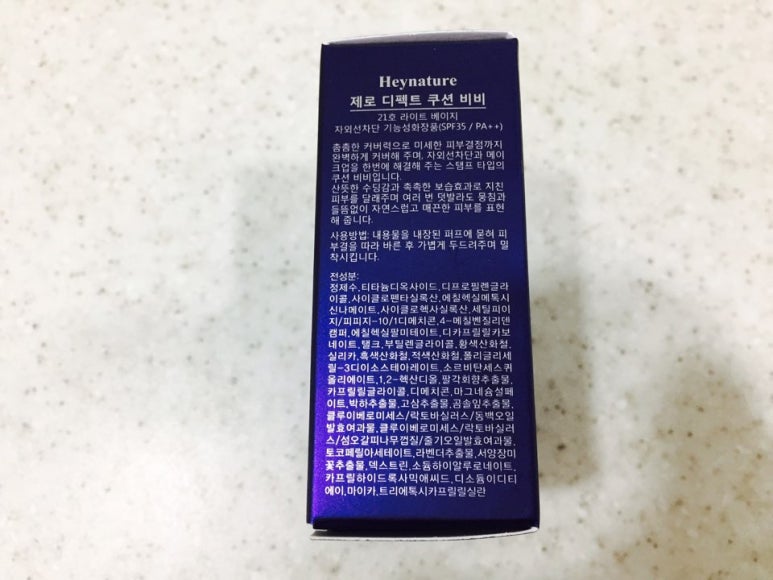 Heynature
제로 디펙트 쿠션 비비
21호 라이트 베이지
자외선차단 기능성화장품(SPF35 / PA++)
촘촘한 커버력으로 미세한 피부결점까지
완벽하게 커버해 주며, 자외선차단과 메이
크업을 한번에 해결해 주는 스탬프 타입의
쿠션 비비입니다.
산뜻한 수딩감과 촉촉한 보습효과로 지친
피부를 달래주며 여러 번 덧발라도 뭉침과
들뜸없이 자연스럽고 매끈한 피부를 표현
해 줍니다.
사용방법: 내용물을 내장된 퍼프에 묻혀 피
부결을 따라 바른 후 가볍게 두드려주며 밀
착시킵니다.
전성분:
정제수,티타늄디옥사이드,디프로필렌글라
이콜,사이클로펜타실록산,에칠헥실메톡시
신나메이트,사이클로헥사실록산,세틸피이
지/피피지-10/1디메치콘,4-메칠벤질리덴
캠퍼,에칠헥실팔미테이트,디카프릴릴카보
네이트,탤크,부틸렌글라이콜,황색산화철,
실리카,흑색산화철,적색산화철,폴리글리세
릴-3디이소스테아레이트,소르비탄세스퀴
올리에이트,1,2-헥산디올,팔각회향추출물,
카프릴릴글라이콜,디메치콘,마그네슘설페
이트,박하추출물,고삼추출물,곰솔잎추출물,
클루이베로미세스/락토바실러스/동백오일
발효여과물,클루이베로미세스/락토바실러
스/섬오갈피나무껍질/줄기오일발효여과물,
토코페릴아세테이트,라벤더추출물,서양장미
꽃추출물,덱스트린,소듐하이알루로네이트,
카프릴하이드록사믹애씨드,디소듐이디티
에이,마이카,트리에톡시카프릴릴실란